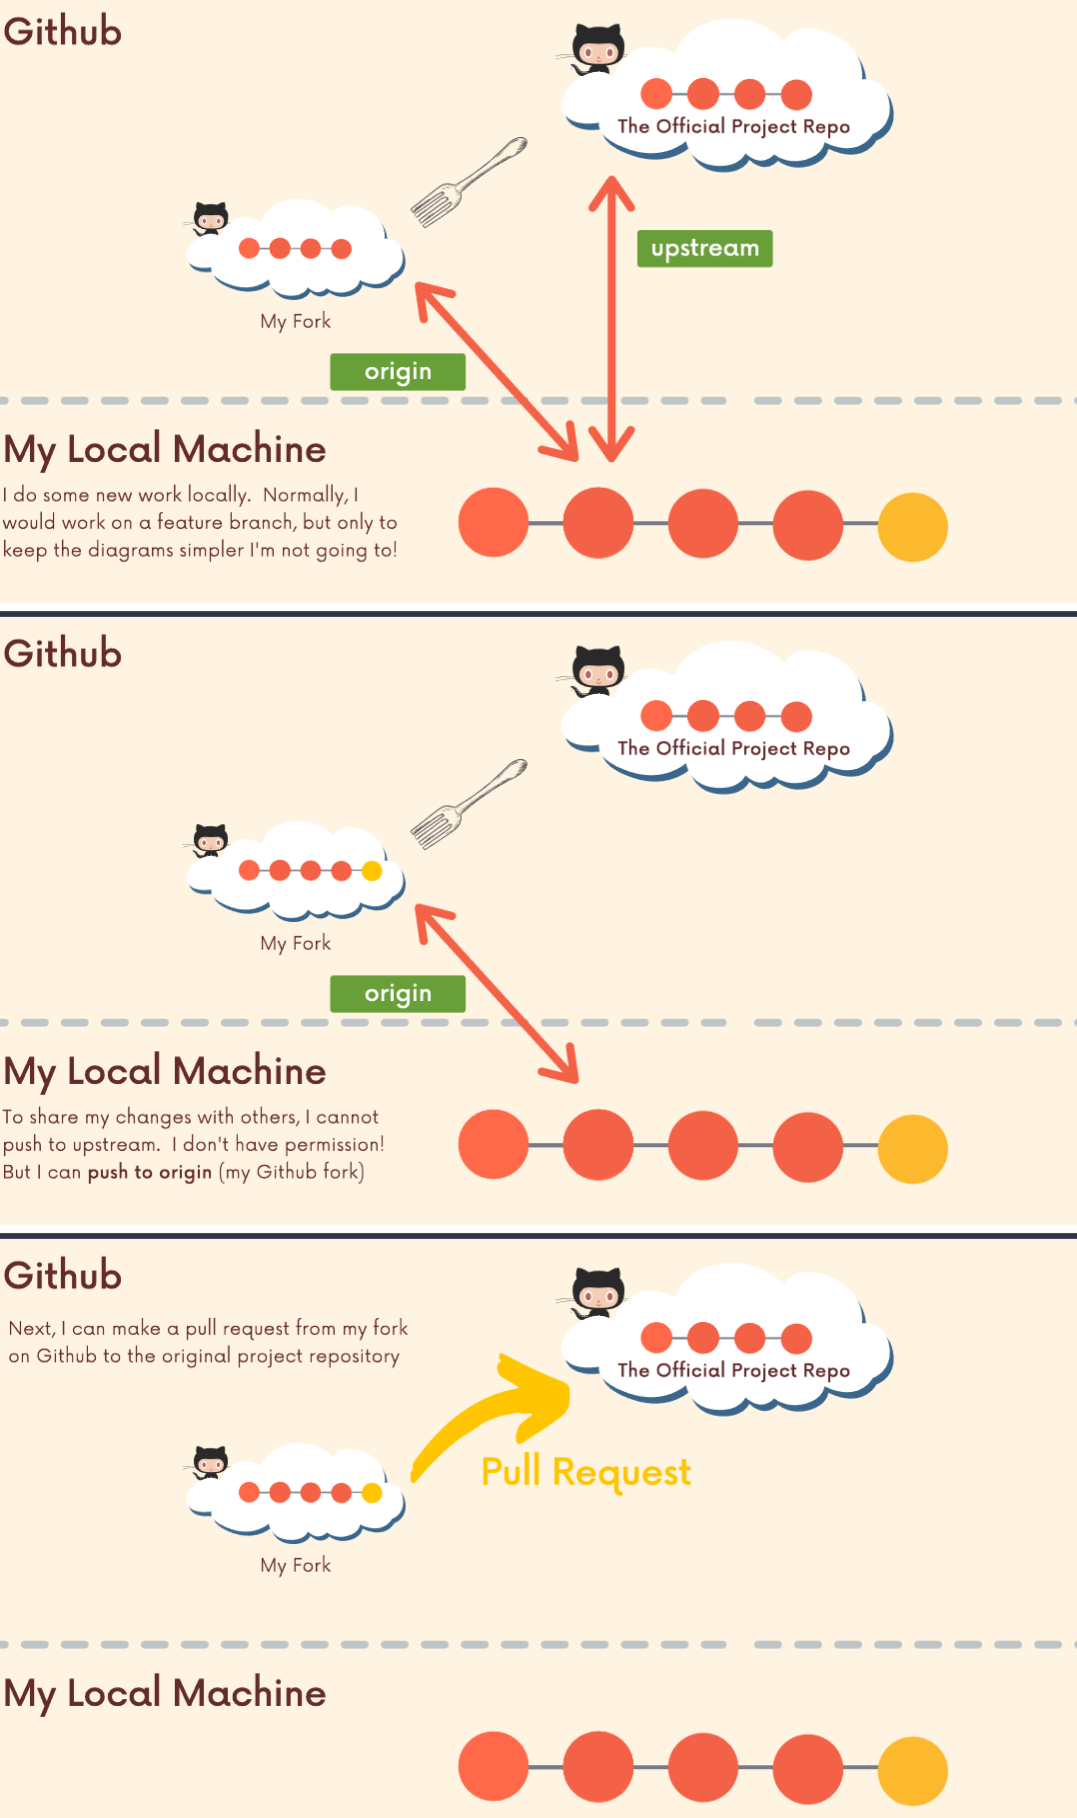 Github
The Official Project Repo
upstream
My Fork
origin
My Local Machine
I do some new work locally.  Normally, I
would work on a feature branch, but only to
keep the diagrams simpler I'm not going to!
Github
The Official Project Repo
My Fork
origin
My Local Machine
To share my changes with others, I cannot
push to upstream.  I don't have permission!
But I can push to origin (my Github fork)
Github
Next, I can make a pull request from my fork
on Github to the original project repository
The Official Project Repo
Pull Request
My Fork
My Local Machine